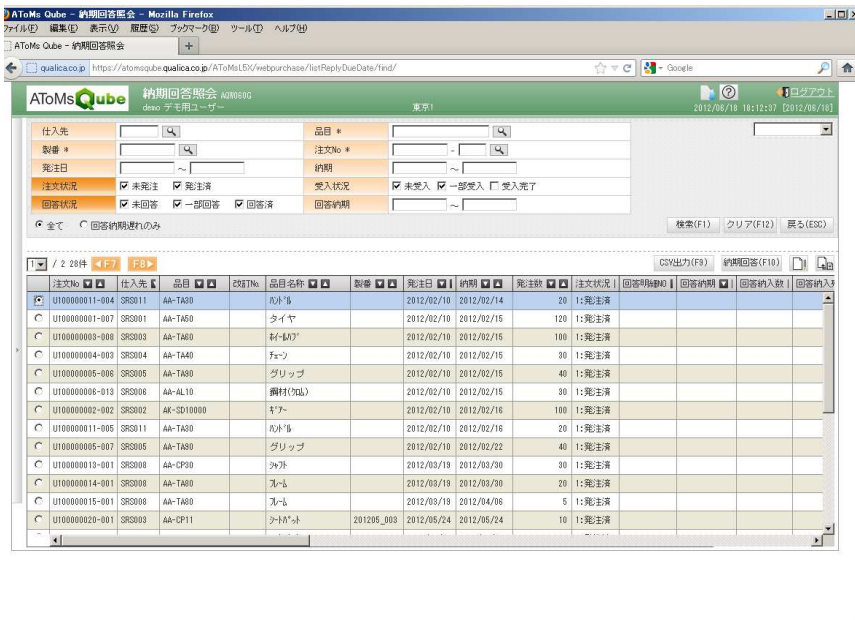 AToMs Qube - 納期回答照会 - Mozilla Firefox
ファイル(F) 編集(E) 表示(V) 履歴(S) ブックマーク(B) ツール(T) ヘルプ(H)
AToMs Qube - 納期回答照会 +
qualica.co.jp https://atomsqube.qualica.co.jp/AToMsL5X/webpurchase/listReplyDueDate/find/ Google
AToMs Qube 納期回答照会 AQW060G ログアウト
demo デモ用ユーザー 東京1 2012/06/18 18:12:37 [2012/06/18]
仕入先 品目 *
製番 * 注文No * -
発注日 ~ 納期 ~
注文状況 未発注 発注済 受入状況 未受入 一部受入 受入完了
回答状況 未回答 一部回答 回答済 回答納期 ~
全て 回答納期遅れのみ 検索(F1) クリア(F12) 戻る(ESC)
1 / 2 28件 F7 F8 CSV出力(F9) 納期回答(F10)
注文No 仕入先 品目 改訂No 品目名称 製番 発注日 納期 発注数 注文状況 回答明細NO 回答納期 回答納入数
U100000011-004 SRS011 AA-TA30 ハンドル 2012/02/10 2012/02/14 20 1:発注済
U100000001-007 SRS001 AA-TA50 タイヤ 2012/02/10 2012/02/15 120 1:発注済
U100000003-008 SRS003 AA-TA60 ホイールハブ 2012/02/10 2012/02/15 100 1:発注済
U100000004-003 SRS004 AA-TA40 チェーン 2012/02/10 2012/02/15 30 1:発注済
U100000005-006 SRS005 AA-TA90 グリップ 2012/02/10 2012/02/15 40 1:発注済
U100000006-013 SRS006 AA-AL10 鋼材(クロム) 2012/02/10 2012/02/15 30 1:発注済
U100000002-002 SRS002 AK-SD10000 ギアー 2012/02/10 2012/02/16 100 1:発注済
U100000011-005 SRS011 AA-TA30 ハンドル 2012/02/10 2012/02/16 20 1:発注済
U100000005-007 SRS005 AA-TA90 グリップ 2012/02/10 2012/02/22 40 1:発注済
U100000013-001 SRS008 AA-CP30 シャフト 2012/03/19 2012/03/30 30 1:発注済
U100000014-001 SRS008 AA-TA80 フレーム 2012/03/19 2012/03/30 20 1:発注済
U100000015-001 SRS008 AA-TA80 フレーム 2012/03/19 2012/04/06 5 1:発注済
U100000020-001 SRS003 AA-CP11 シートパット 201205_003 2012/05/24 2012/05/24 10 1:発注済